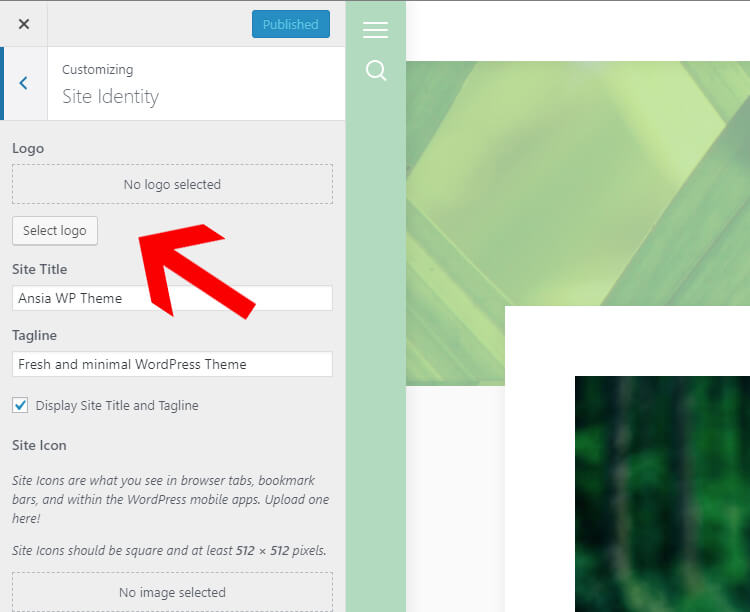 Published
Customizing
Site Identity
Logo
No logo selected
Select logo
Site Title
Ansia WP Theme
Tagline
Fresh and minimal WordPress Theme
Display Site Title and Tagline
Site Icon
Site Icons are what you see in browser tabs, bookmark
bars, and within the WordPress mobile apps. Upload one
here!
Site Icons should be square and at least 512 × 512 pixels.
No image selected